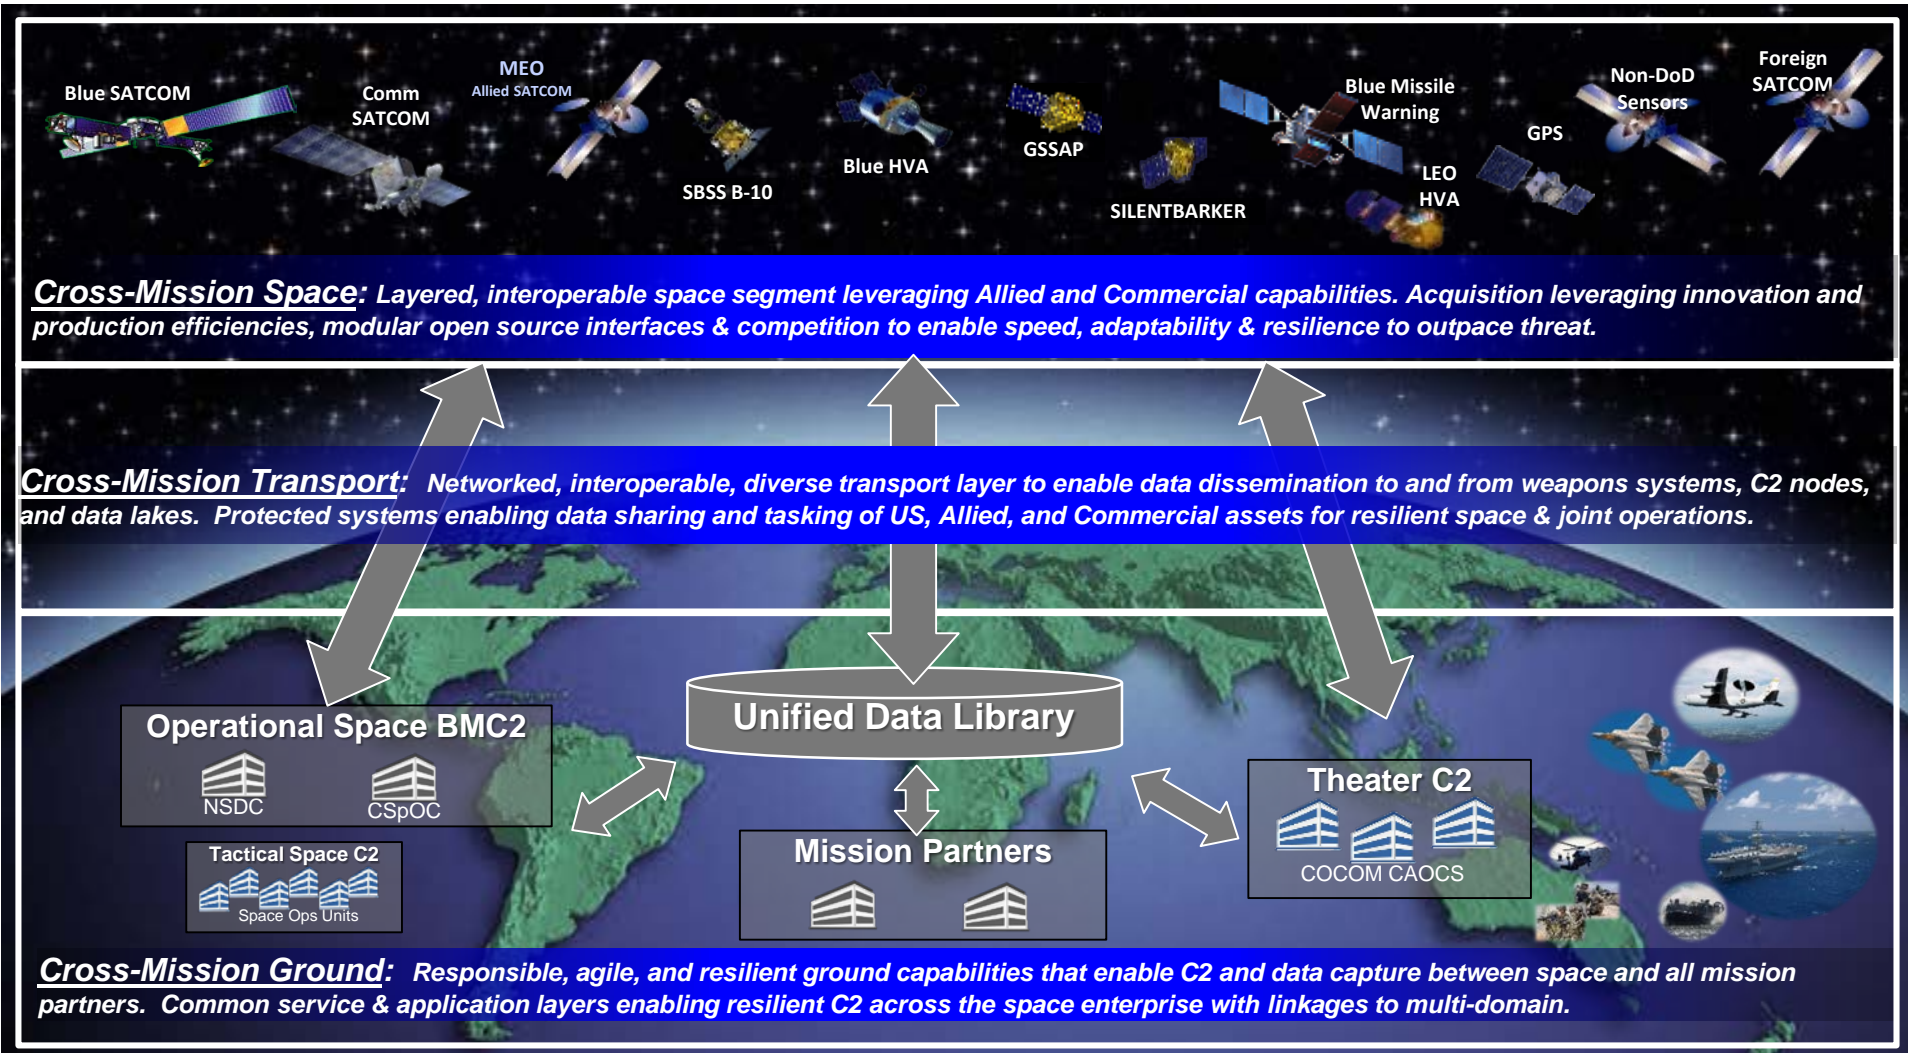 Blue SATCOM
Comm
SATCOM
MEO
Allied SATCOM
SBSS B-10
Blue HVA
GSSAP
SILENTBARKER
Blue Missile
Warning
LEO
HVA
GPS
Non-DoD
Sensors
Foreign
SATCOM
Cross-Mission Space: Layered, interoperable space segment leveraging Allied and Commercial capabilities. Acquisition leveraging innovation and
production efficiencies, modular open source interfaces & competition to enable speed, adaptability & resilience to outpace threat.
Cross-Mission Transport: Networked, interoperable, diverse transport layer to enable data dissemination to and from weapons systems, C2 nodes,
and data lakes. Protected systems enabling data sharing and tasking of US, Allied, and Commercial assets for resilient space & joint operations.
Operational Space BMC2
NSDC
CSpOC
Tactical Space C2
Space Ops Units
Unified Data Library
Mission Partners
Theater C2
COCOM CAOCS
Cross-Mission Ground: Responsible, agile, and resilient ground capabilities that enable C2 and data capture between space and all mission
partners. Common service & application layers enabling resilient C2 across the space enterprise with linkages to multi-domain.